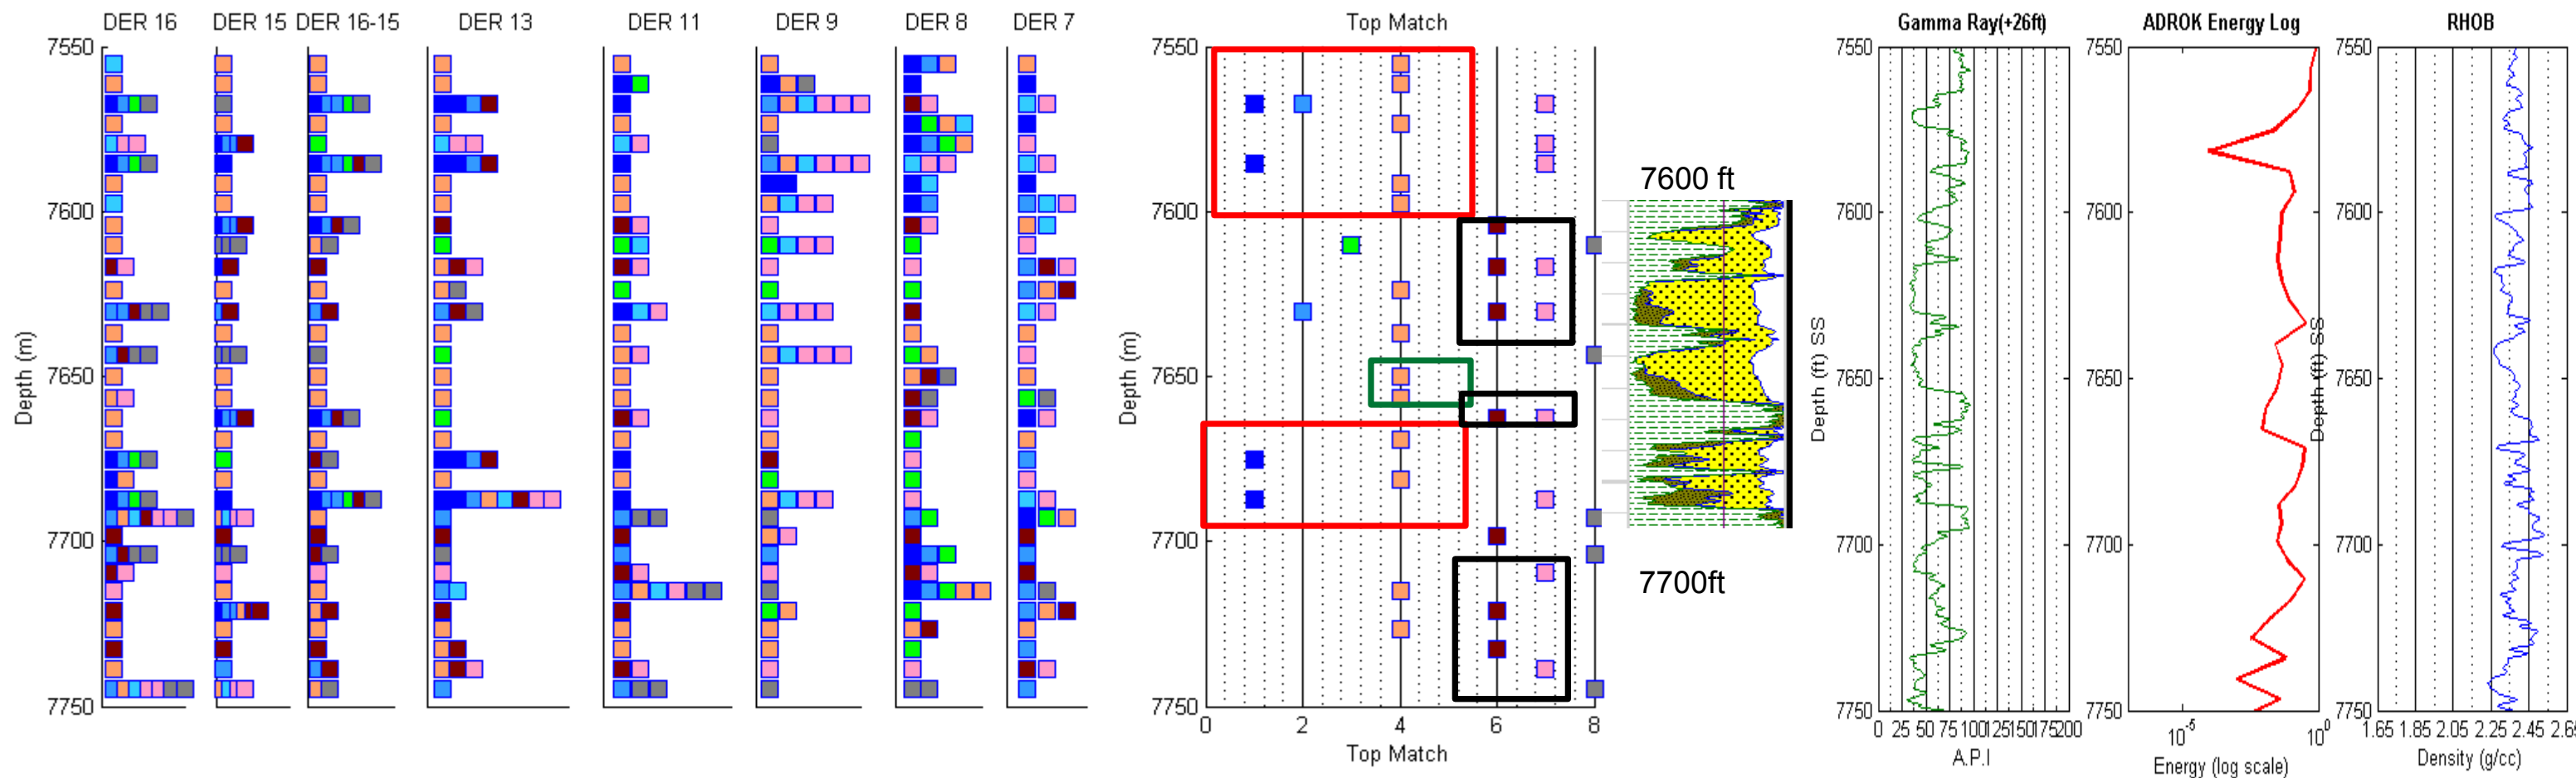 DER 16
DER 15
DER 16-15
DER 13
DER 11
DER 9
DER 8
DER 7
7550
7600
7650
7700
7750
Depth (m)
Top Match
7550
7600
7650
7700
7750
Depth (m)
0 2 4 6 8
Top Match
7600 ft
7700ft
Gamma Ray(+26ft)
7550
7600
7650
7700
7750
Depth (ft) SS
0 25 50 75 100 125 150 175 200
A.P.I
ADROK Energy Log
7550
7600
7650
7700
7750
10^-5 10^0
Energy (log scale)
RHOB
7550
7600
7650
7700
7750
Depth (ft) SS
1.65 1.85 2.05 2.25 2.45
Density (g/cc)